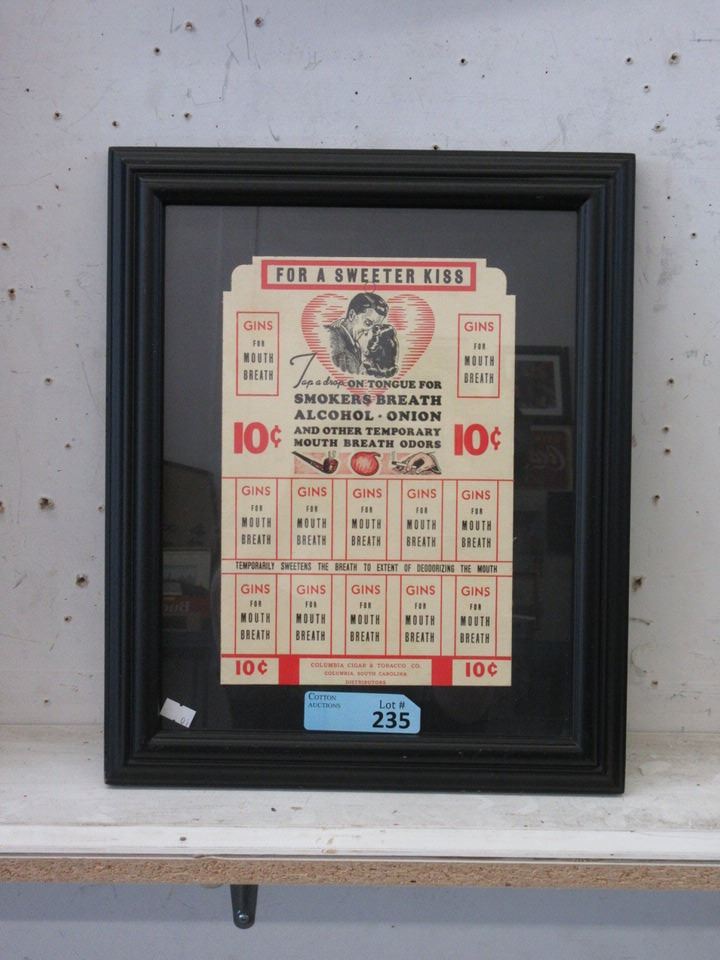 FOR A SWEETER KISS
GINS
FOR
MOUTH
BREATH
GINS
FOR
MOUTH
BREATH
Tap a drop ON TONGUE FOR
SMOKERS BREATH
ALCOHOL · ONION
AND OTHER TEMPORARY
MOUTH BREATH ODORS
10¢
10¢
GINS GINS GINS GINS GINS
FOR FOR FOR FOR FOR
MOUTH MOUTH MOUTH MOUTH MOUTH
BREATH BREATH BREATH BREATH BREATH
TEMPORARILY SWEETENS THE BREATH TO EXTENT OF DEODORIZING THE MOUTH
GINS GINS GINS GINS GINS
FOR FOR FOR FOR FOR
MOUTH MOUTH MOUTH MOUTH MOUTH
BREATH BREATH BREATH BREATH BREATH
10¢
COLUMBIA CIGAR & TOBACCO CO.
COLUMBIA, SOUTH CAROLINA
DISTRIBUTORS
10¢
COTTON
AUCTIONS
Lot #
235